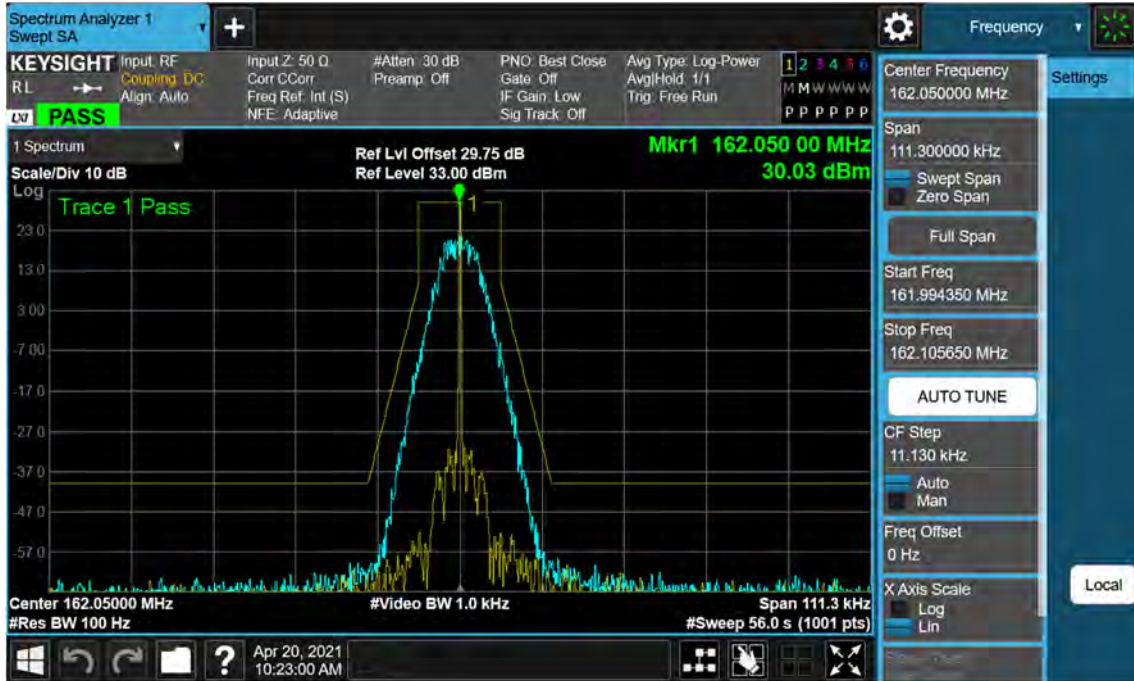 Spectrum Analyzer 1
Swept SA
+
Frequency
KEYSIGHT
RL
LXI PASS
Input: RF
Coupling: DC
Align: Auto
Input Z: 50 Ω
Corr CCorr
Freq Ref: Int (S)
NFE: Adaptive
#Atten: 30 dB
Preamp: Off
PNO: Best Close
Gate: Off
IF Gain: Low
Sig Track: Off
Avg Type: Log-Power
Avg|Hold: 1/1
Trig: Free Run
1 2 3 4 5 6
M M W W W W
P P P P P P
1 Spectrum
Scale/Div 10 dB
Log
Ref Lvl Offset 29.75 dB
Ref Level 33.00 dBm
Mkr1 162.050 00 MHz
30.03 dBm
Trace 1 Pass
1
23.0
13.0
3.00
-7.00
-17.0
-27.0
-37.0
-47.0
-57.0
Center 162.05000 MHz
#Res BW 100 Hz
#Video BW 1.0 kHz
Span 111.3 kHz
#Sweep 56.0 s (1001 pts)
?
Apr 20, 2021
10:23:00 AM
Center Frequency
162.050000 MHz
Span
111.300000 kHz
Swept Span
Zero Span
Full Span
Start Freq
161.994350 MHz
Stop Freq
162.105650 MHz
AUTO TUNE
CF Step
11.130 kHz
Auto
Man
Freq Offset
0 Hz
X Axis Scale
Log
Lin
Settings
Local